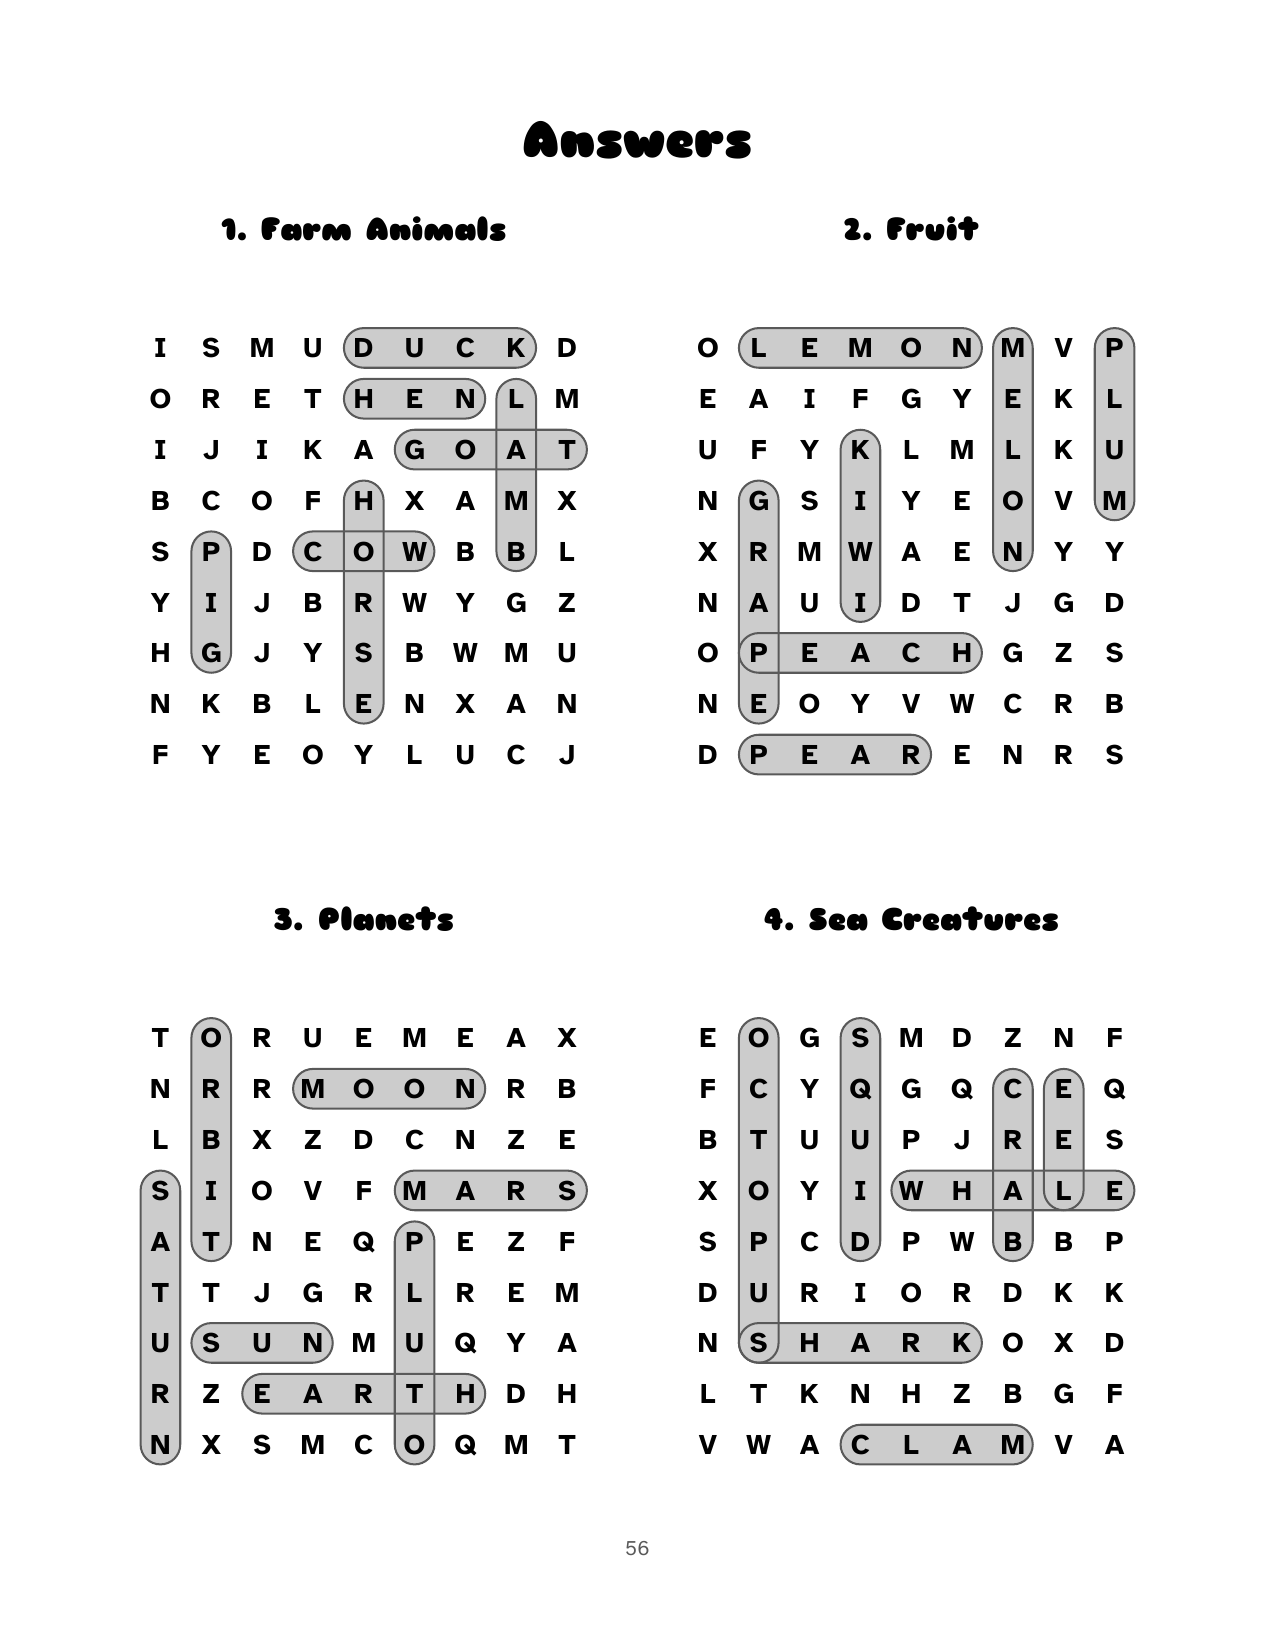 Answers
1. Farm Animals
I S M U D U C K D
O R E T H E N L M
I J I K A G O A T
B C O F H X A M X
S P D C O W B B L
Y I J B R W Y G Z
H G J Y S B W M U
N K B L E N X A N
F Y E O Y L U C J
2. Fruit
O L E M O N M V P
E A I F G Y E K L
U F Y K L M L K U
N G S I Y E O V M
X R M W A E N Y Y
N A U I D T J G D
O P E A C H G Z S
N E O Y V W C R B
D P E A R E N R S
3. Planets
T O R U E M E A X
N R R M O O N R B
L B X Z D C N Z E
S I O V F M A R S
A T N E Q P E Z F
T T J G R L R E M
U S U N M U Q Y A
R Z E A R T H D H
N X S M C O Q M T
4. Sea Creatures
E O G S M D Z N F
F C Y Q G Q C E Q
B T U U P J R E S
X O Y I W H A L E
S P C D P W B B P
D U R I O R D K K
N S H A R K O X D
L T K N H Z B G F
V W A C L A M V A
56